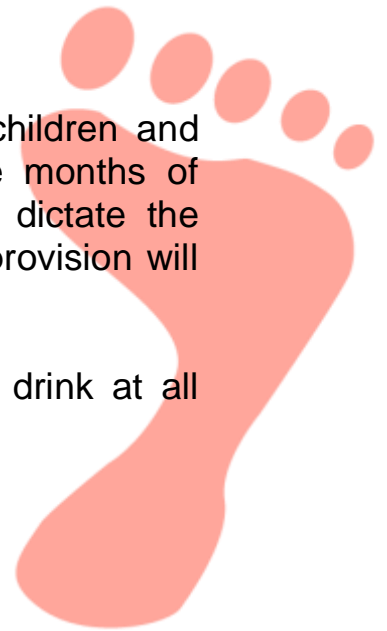 children and
months of
dictate the
provision will
drink at all